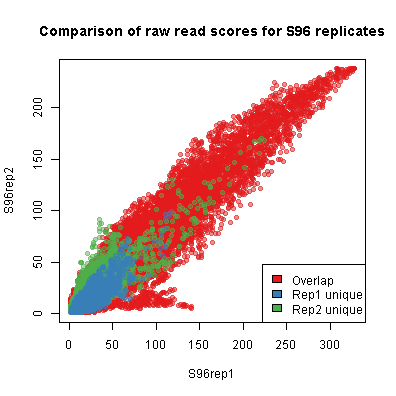 Comparison of raw read scores for S96 replicates
200
150
100
50
0
S96rep2
Overlap
Rep1 unique
Rep2 unique
0 50 100 150 200 250 300
S96rep1